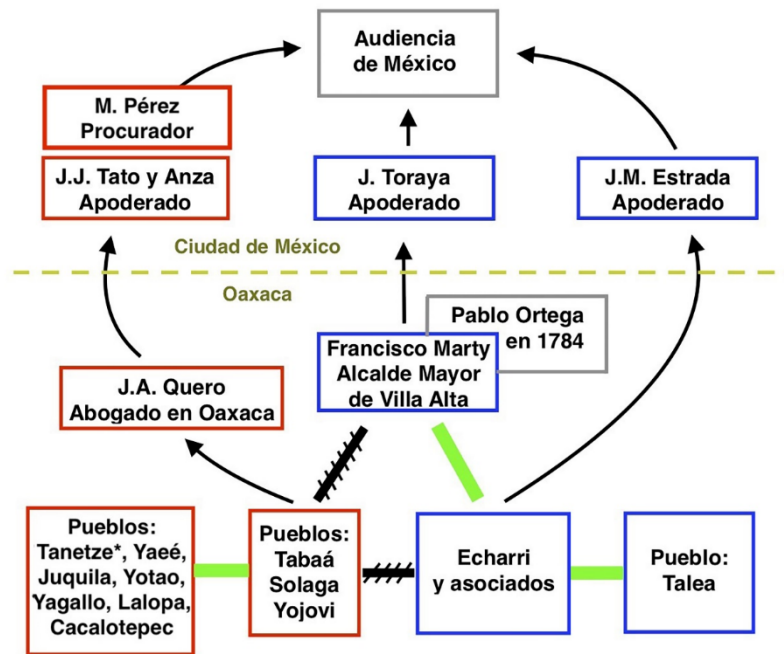 Audiencia
de México
M. Pérez
Procurador
J.J. Tato y Anza
Apoderado
J. Toraya
Apoderado
J.M. Estrada
Apoderado
Ciudad de México
Oaxaca
Pablo Ortega
en 1784
Francisco Marty
Alcalde Mayor
de Villa Alta
J.A. Quero
Abogado en Oaxaca
Pueblos:
Tanetze*, Yaeé,
Juquila, Yotao,
Yagallo, Lalopa,
Cacalotepec
Pueblos:
Tabaá
Solaga
Yojovi
Echarri
y asociados
Pueblo:
Talea